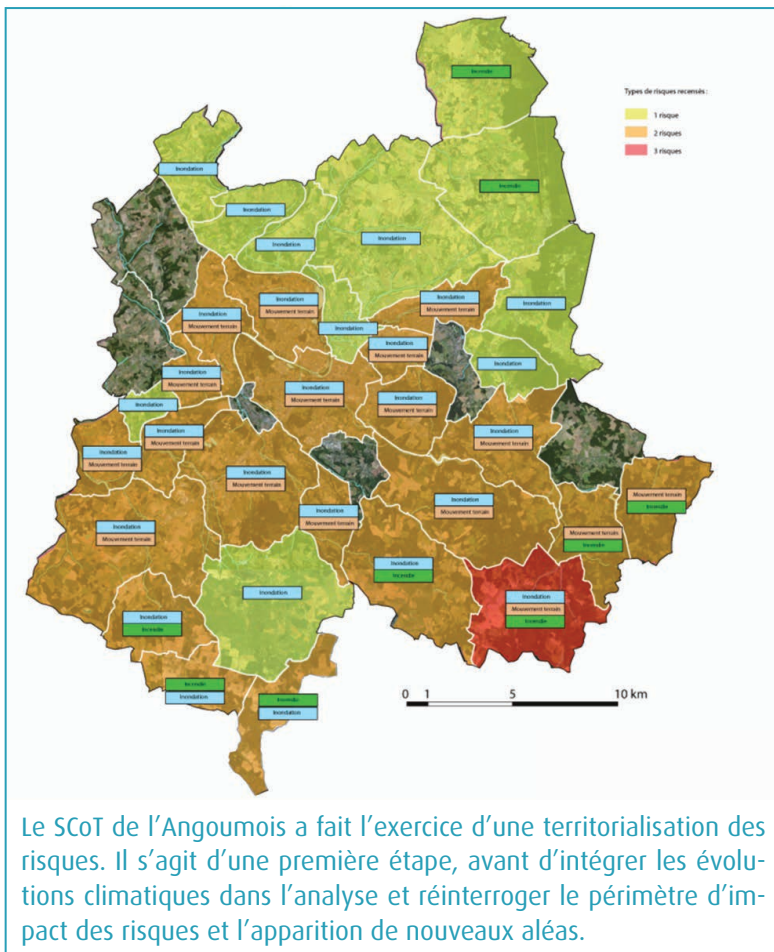 Incendie
Types de risques recensés :
1 risque
2 risques
3 risques
Inondation
Incendie
Inondation
Inondation
Inondation
Inondation
Inondation
Inondation
Mouvement terrain
Inondation
Mouvement terrain
Inondation
Mouvement terrain
Inondation
Inondation
Mouvement terrain
Inondation
Inondation
Mouvement terrain
Inondation
Mouvement terrain
Inondation
Mouvement terrain
Inondation
Inondation
Mouvement terrain
Inondation
Mouvement terrain
Inondation
Mouvement terrain
Inondation
Mouvement terrain
Inondation
Mouvement terrain
Mouvement terrain
Incendie
Inondation
Mouvement terrain
Inondation
Mouvement terrain
Mouvement terrain
Incendie
Inondation
Incendie
Inondation
Inondation
Mouvement terrain
Incendie
Inondation
Incendie
Incendie
Inondation
Incendie
Inondation
0 1 5 10 km
Le SCoT de l’Angoumois a fait l’exercice d’une territorialisation des
risques. Il s’agit d’une première étape, avant d’intégrer les évolu-
tions climatiques dans l’analyse et réinterroger le périmètre d’im-
pact des risques et l’apparition de nouveaux aléas.